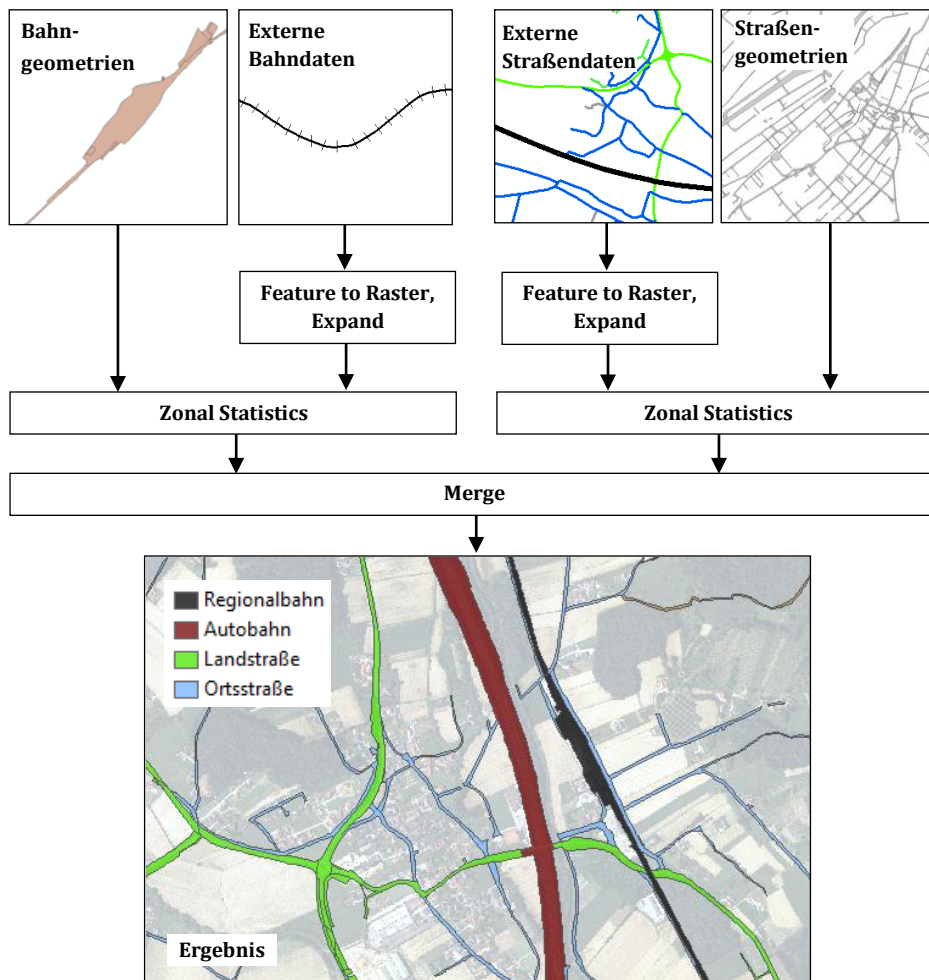 Bahn-
geometrien
Externe
Bahndaten
Externe
Straßendaten
Straßen-
geometrien
Feature to Raster,
Expand
Feature to Raster,
Expand
Zonal Statistics
Zonal Statistics
Merge
Regionalbahn
Autobahn
Landstraße
Ortsstraße
Ergebnis